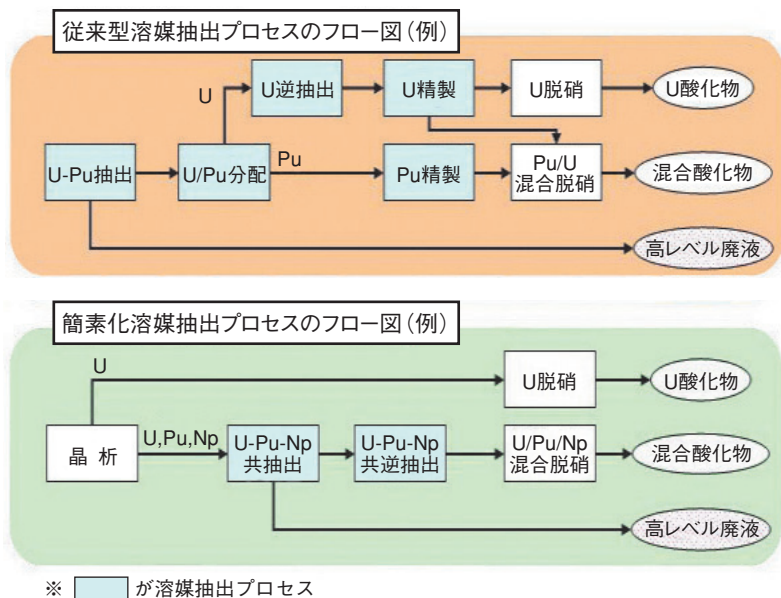 従来型溶媒抽出プロセスのフロー図(例)
U
U逆抽出
U精製
U脱硝
U酸化物
U-Pu抽出
U/Pu分配
Pu
Pu精製
Pu/U
混合脱硝
混合酸化物
高レベル廃液
簡素化溶媒抽出プロセスのフロー図(例)
U
U脱硝
U酸化物
晶 析
U,Pu,Np
U-Pu-Np
共抽出
U-Pu-Np
共逆抽出
U/Pu/Np
混合脱硝
混合酸化物
高レベル廃液
※ が溶媒抽出プロセス